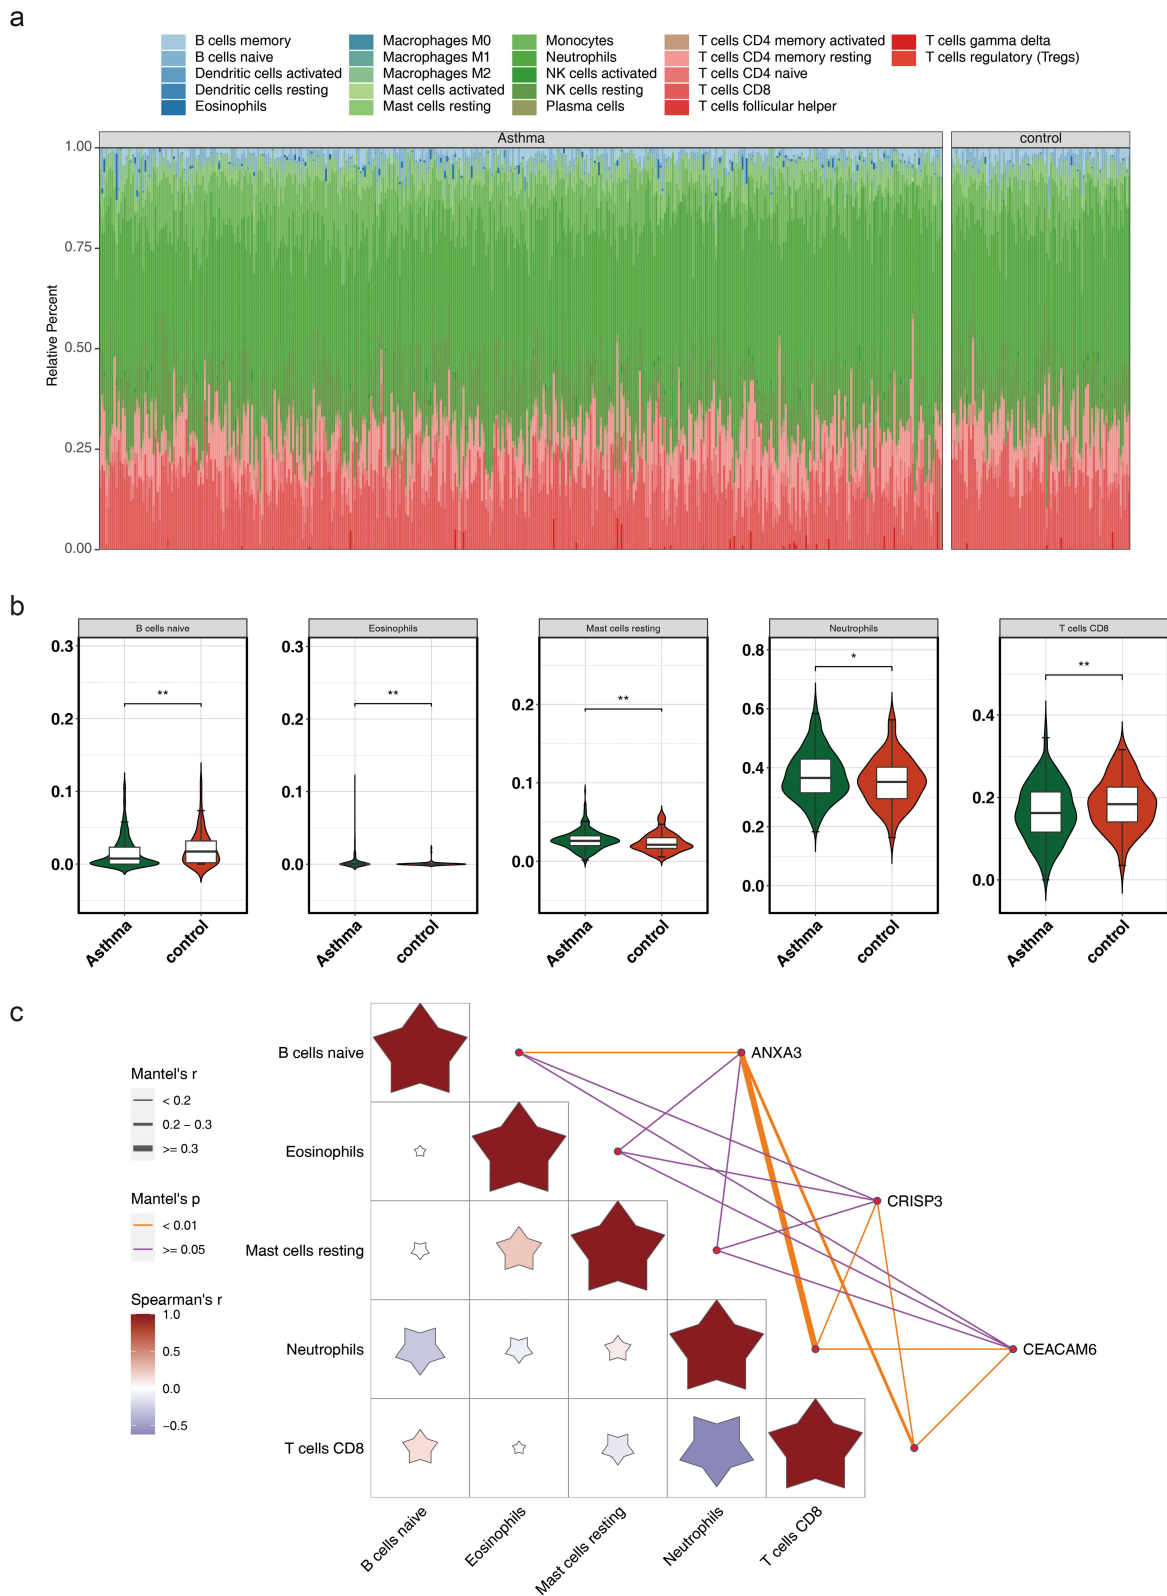 a
B cells memory
B cells naive
Dendritic cells activated
Dendritic cells resting
Eosinophils
Macrophages M0
Macrophages M1
Macrophages M2
Mast cells activated
Mast cells resting
Monocytes
Neutrophils
NK cells activated
NK cells resting
Plasma cells
T cells CD4 memory activated
T cells CD4 memory resting
T cells CD4 naive
T cells CD8
T cells follicular helper
T cells gamma delta
T cells regulatory (Tregs)
Asthma
control
Relative Percent
1.00
0.75
0.50
0.25
0.00
b
B cells naive
0.3
0.2
0.1
0.0
**
Asthma
control
Eosinophils
0.3
0.2
0.1
0.0
**
Asthma
control
Mast cells resting
0.2
0.1
0.0
**
Asthma
control
Neutrophils
0.8
0.6
0.4
0.2
0.0
*
Asthma
control
T cells CD8
0.4
0.2
0.0
**
Asthma
control
c
Mantel's r
< 0.2
0.2 – 0.3
>= 0.3
Mantel's p
< 0.01
>= 0.05
Spearman's r
1.0
0.5
0.0
−0.5
B cells naive
Eosinophils
Mast cells resting
Neutrophils
T cells CD8
B cells naive
Eosinophils
Mast cells resting
Neutrophils
T cells CD8
ANXA3
CRISP3
CEACAM6